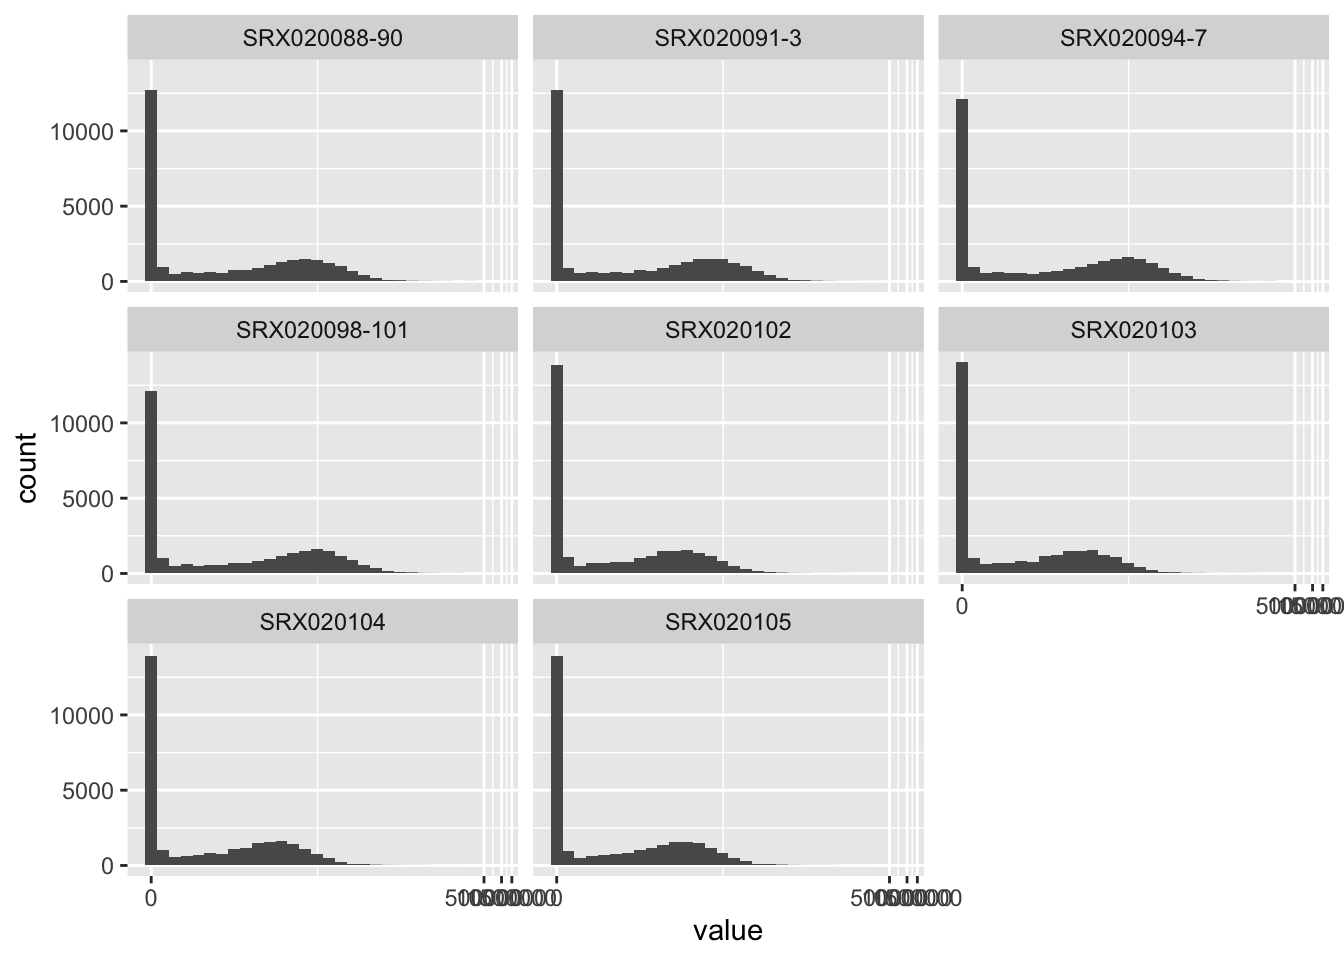 SRX020088-90 SRX020091-3 SRX020094-7
10000
5000
0
SRX020098-101 SRX020102 SRX020103
10000
5000
0
0
SRX020104 SRX020105
10000
5000
0
0 0
count
value